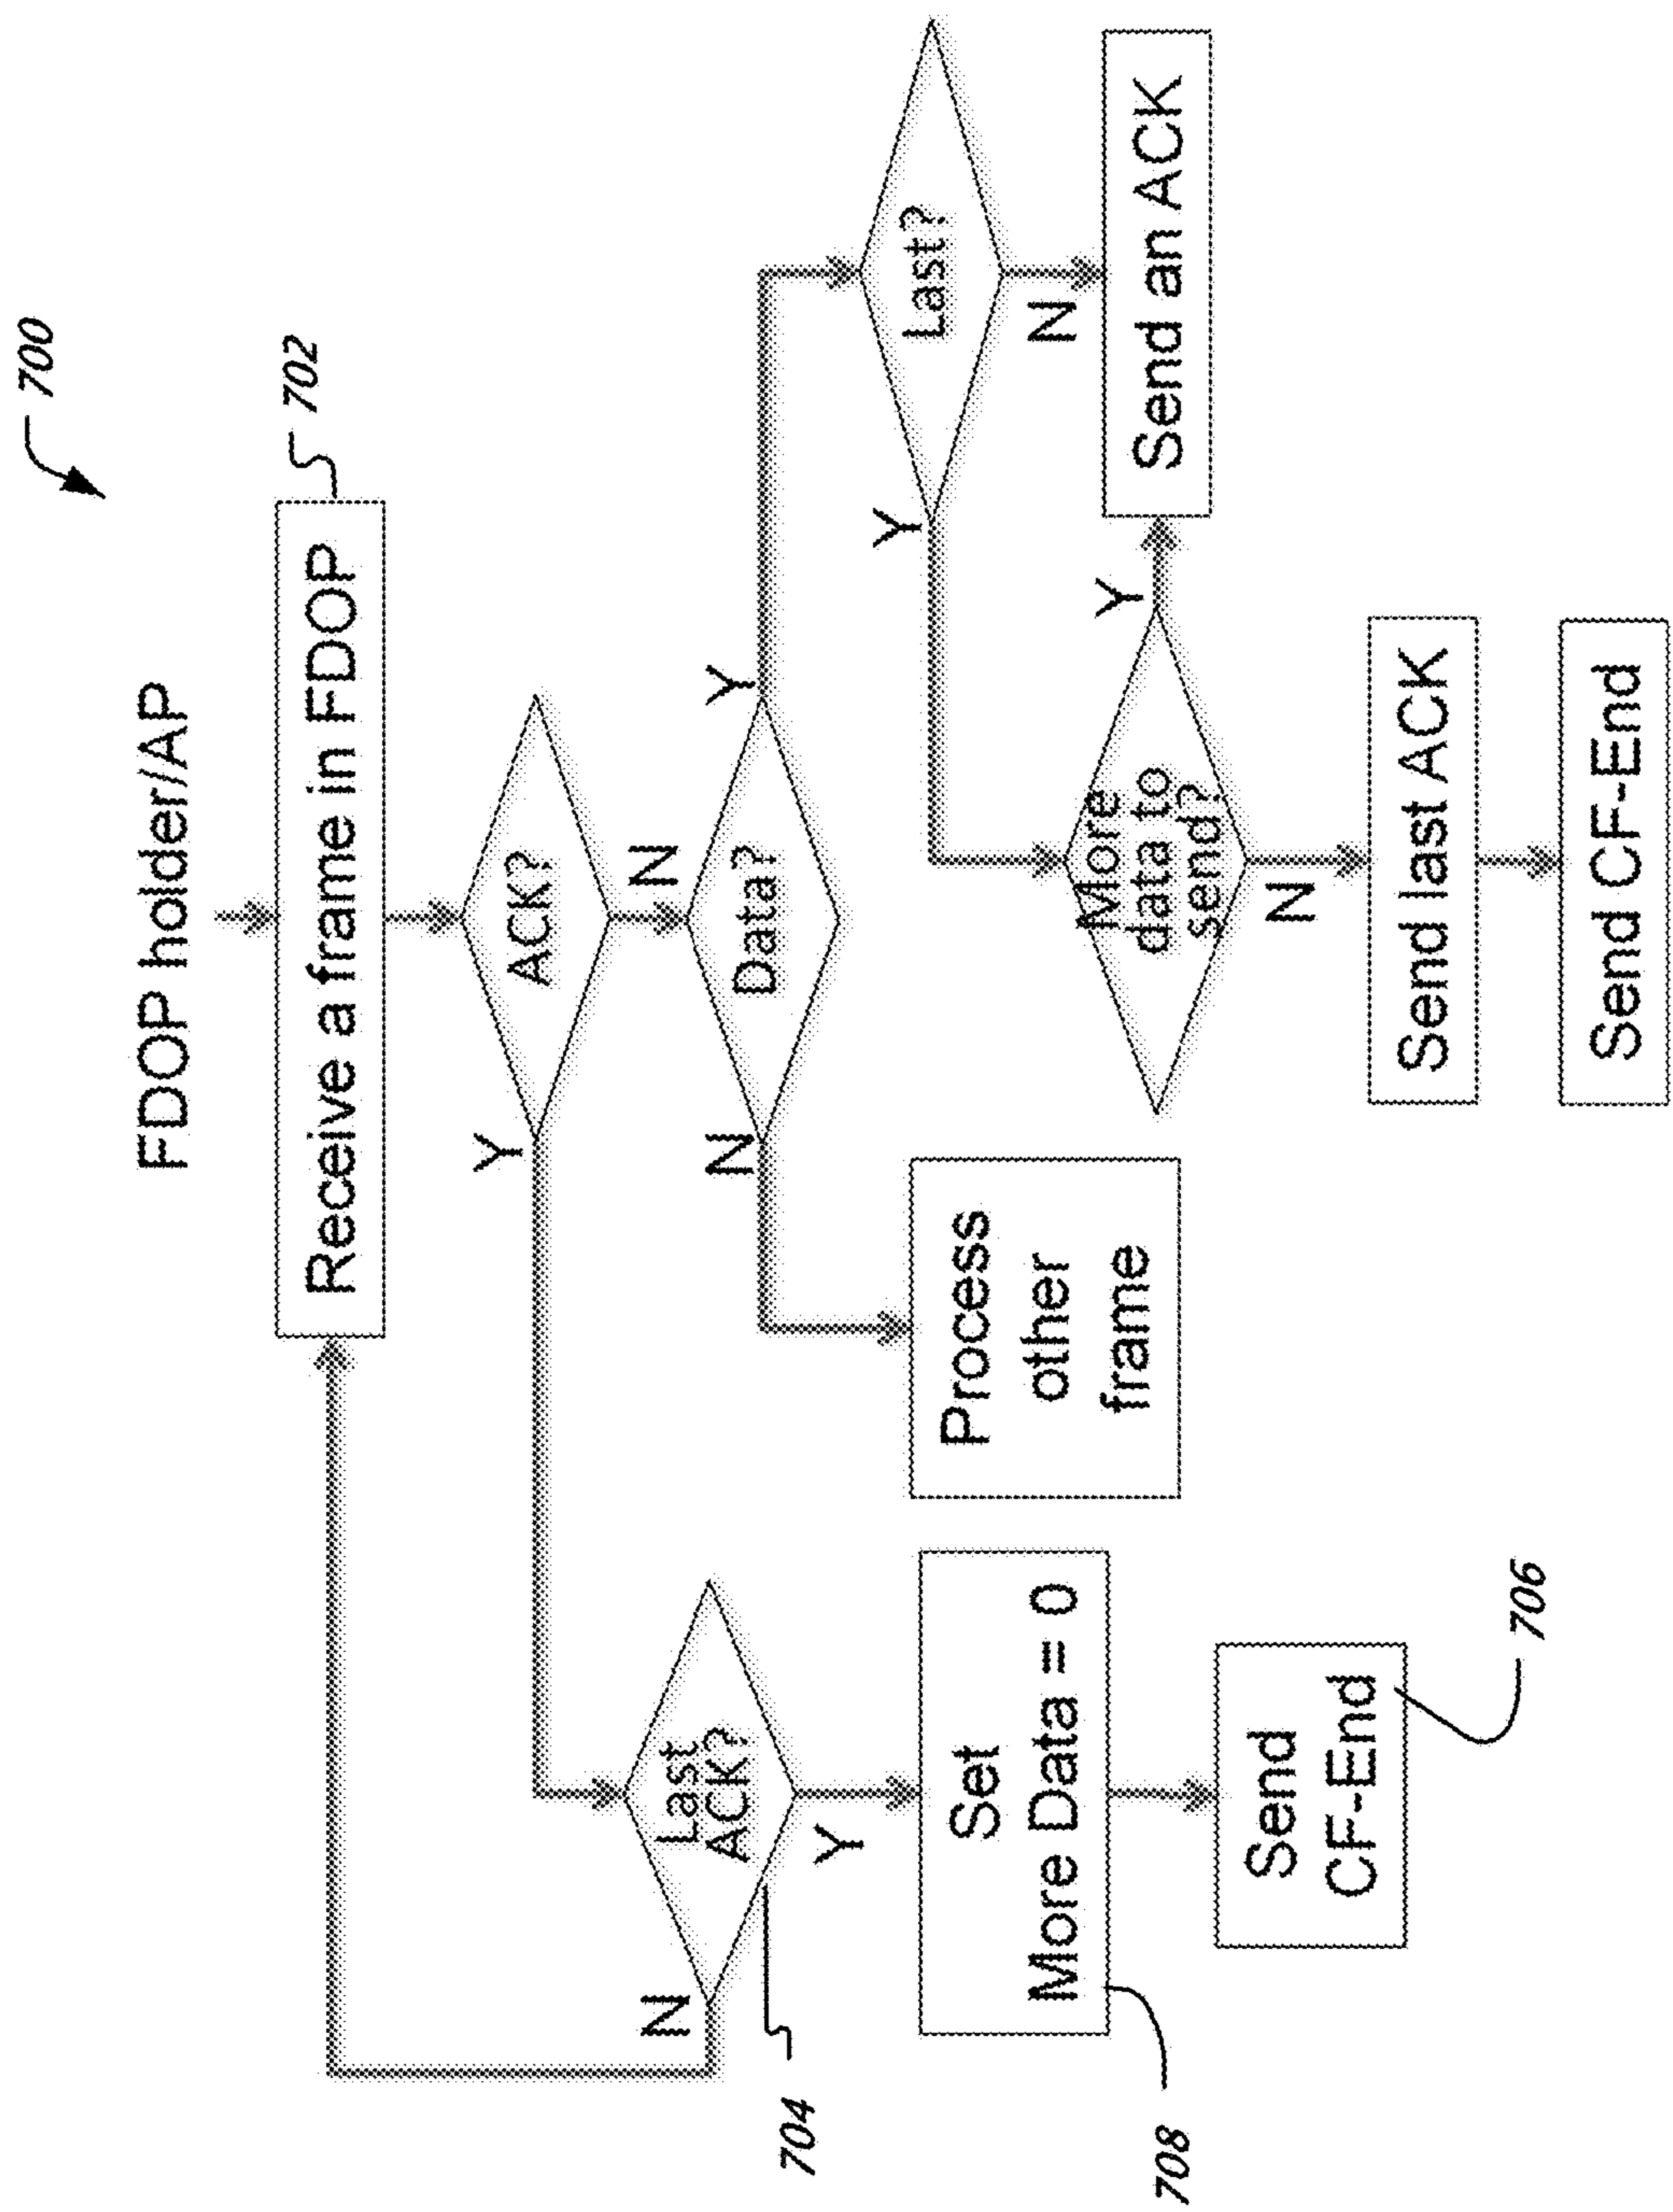 700
FDOP holder/AP
Receive a frame in FDOP
702
ACK?
Y
N
Last
ACK?
N
Y
704
Data?
N
Y
Set
More Data = 0
708
Process
other
frame
Last?
Y
N
More
data to
send?
Y
N
Send an ACK
Send
CF-End
706
Send last ACK
Send CF-End